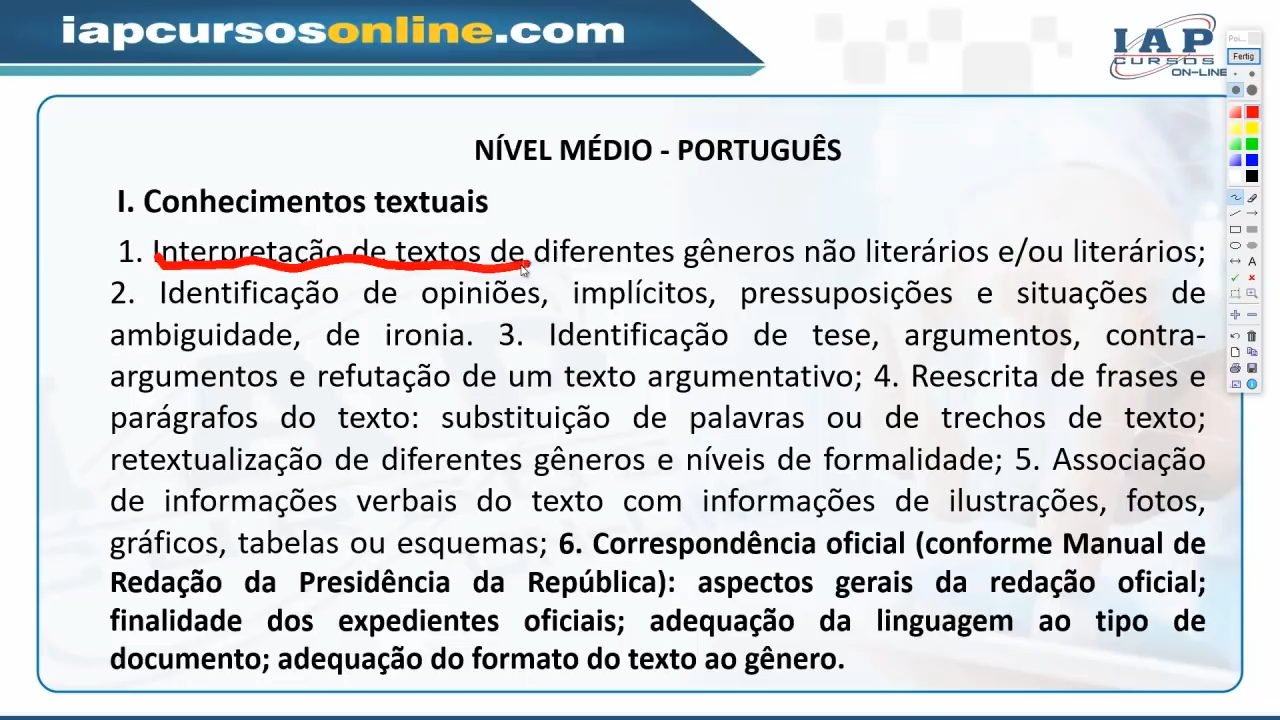 iapcursosonline.com
IAP
CURSOS
ON-LINE
Poi...
Fertig
NÍVEL MÉDIO - PORTUGUÊS
I. Conhecimentos textuais
1. Interpretação de textos de diferentes gêneros não literários e/ou literários;
2. Identificação de opiniões, implícitos, pressuposições e situações de
ambiguidade, de ironia. 3. Identificação de tese, argumentos, contra-
argumentos e refutação de um texto argumentativo; 4. Reescrita de frases e
parágrafos do texto: substituição de palavras ou de trechos de texto;
retextualização de diferentes gêneros e níveis de formalidade; 5. Associação
de informações verbais do texto com informações de ilustrações, fotos,
gráficos, tabelas ou esquemas; 6. Correspondência oficial (conforme Manual de
Redação da Presidência da República): aspectos gerais da redação oficial;
finalidade dos expedientes oficiais; adequação da linguagem ao tipo de
documento; adequação do formato do texto ao gênero.